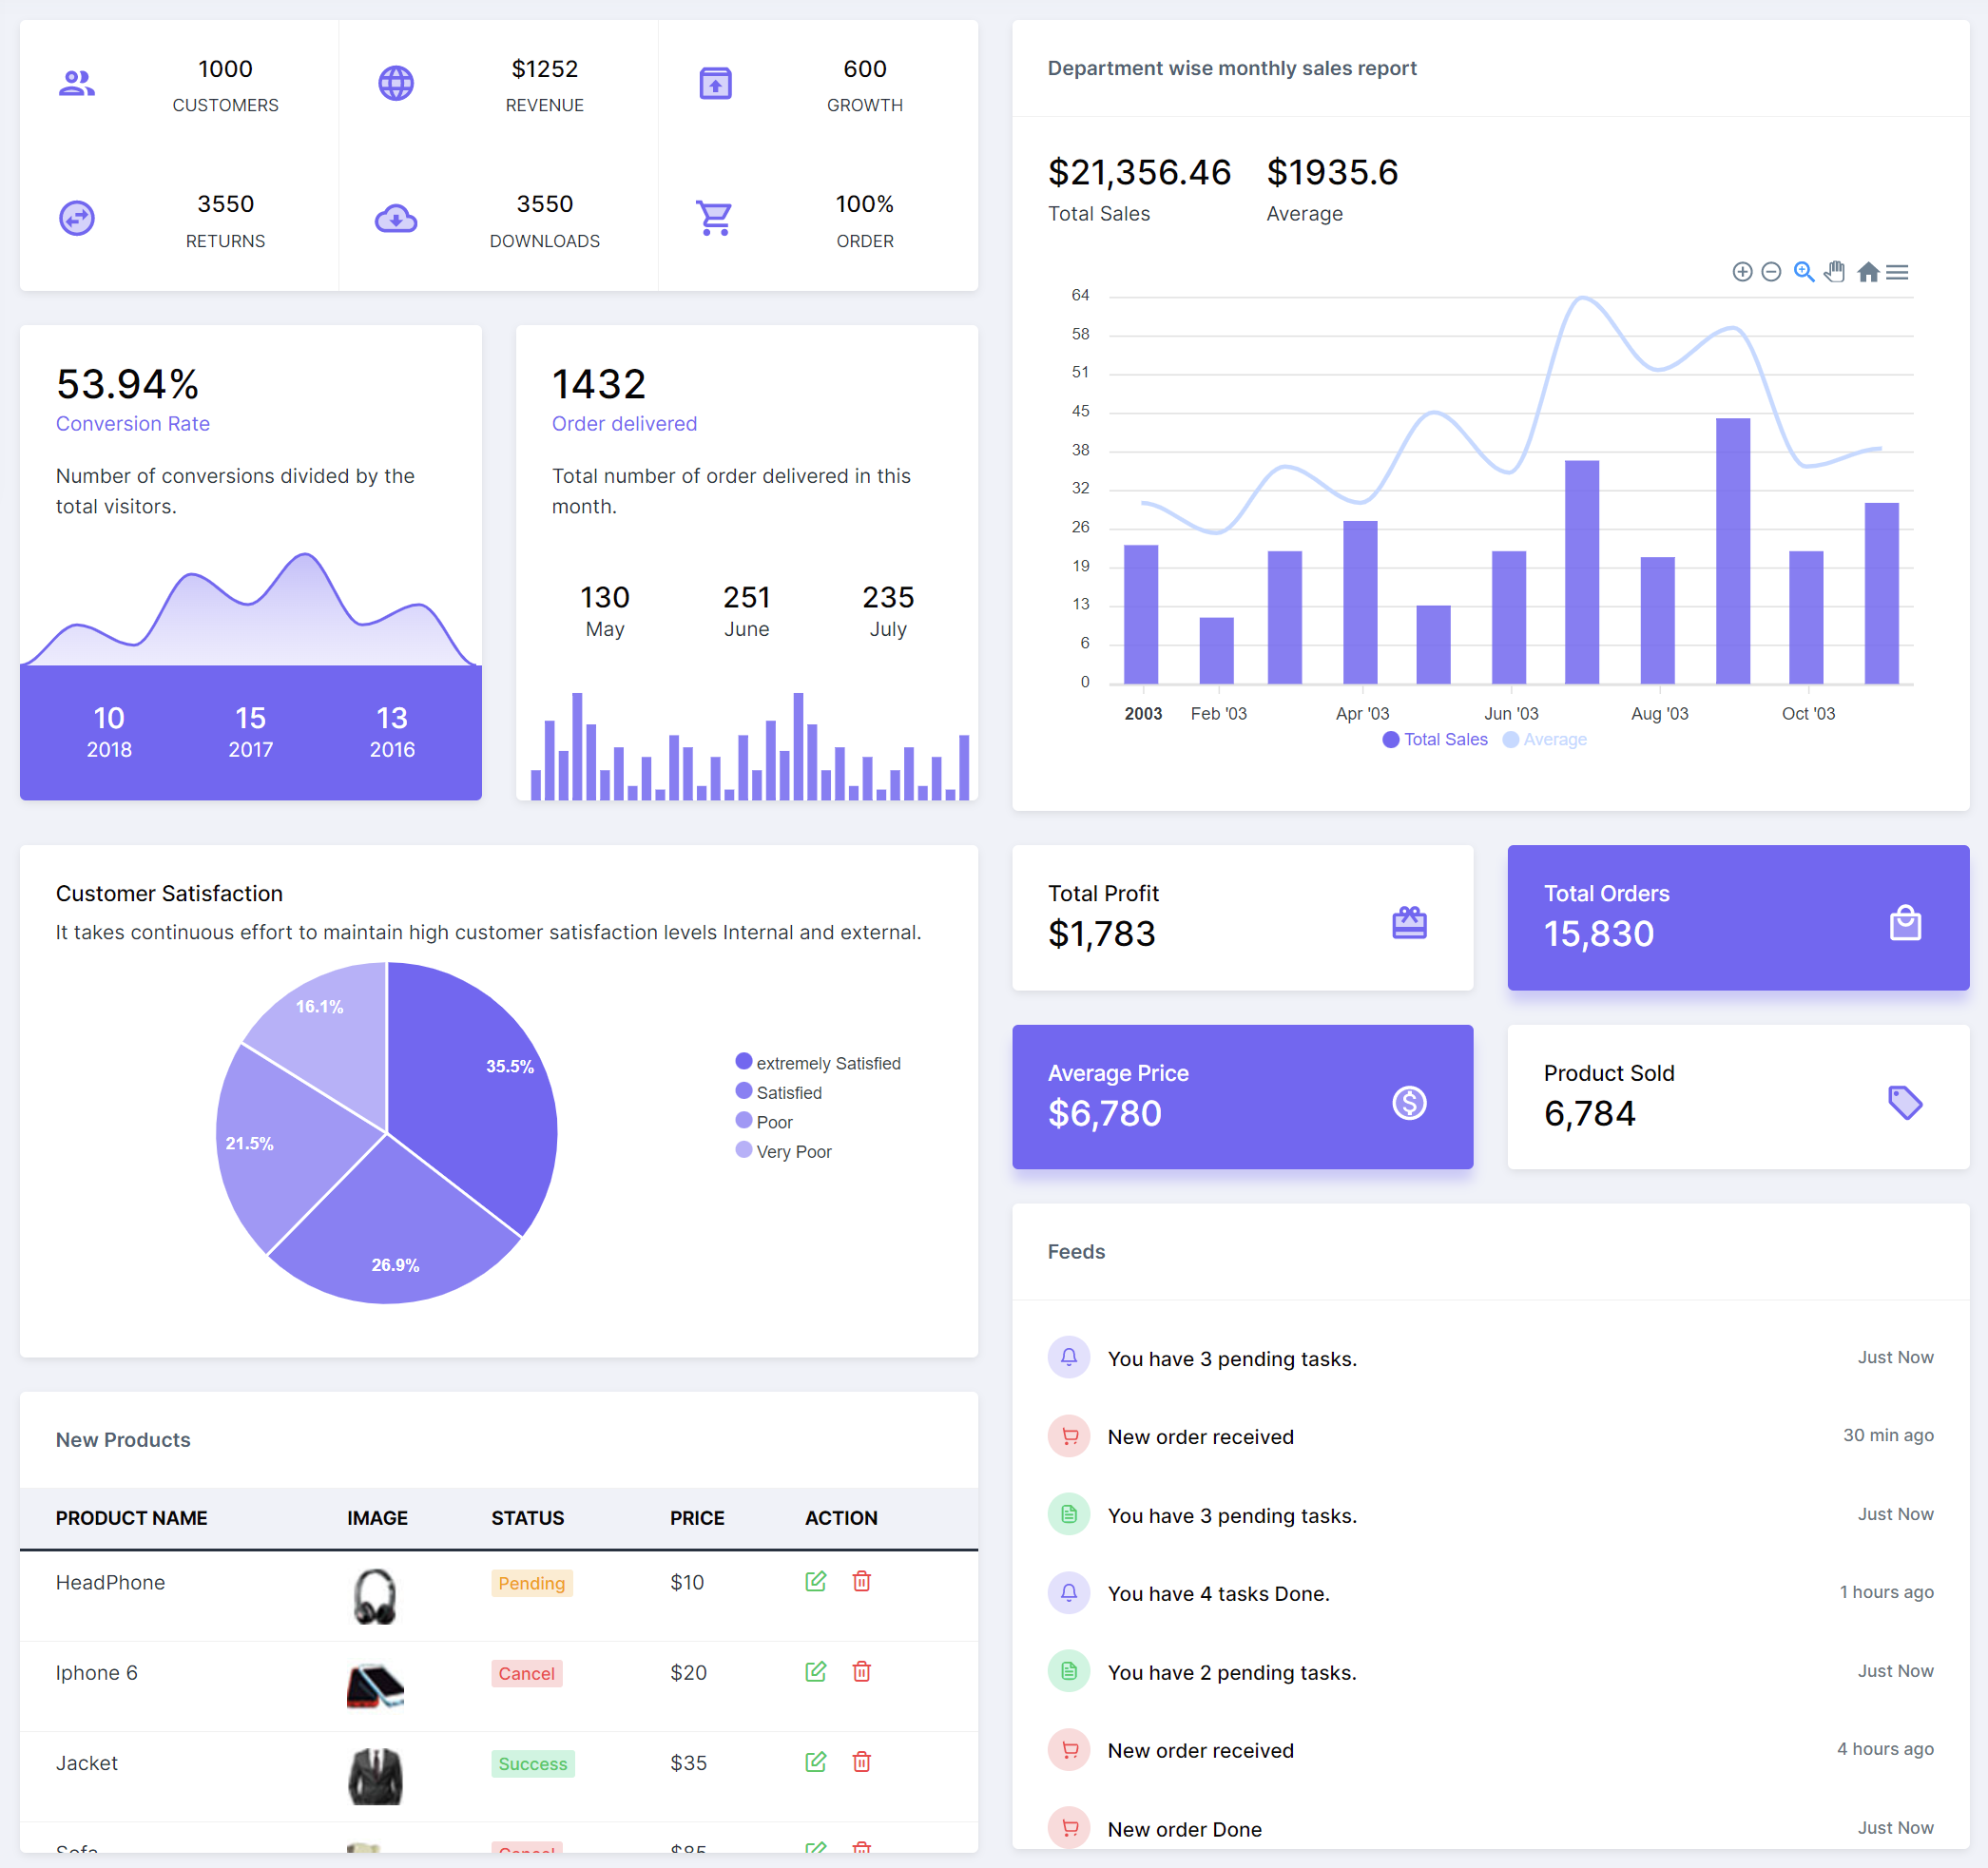 1000
CUSTOMERS
$1252
REVENUE
600
GROWTH
3550
RETURNS
3550
DOWNLOADS
100%
ORDER
53.94%
Conversion Rate
Number of conversions divided by the
total visitors.
10
2018
15
2017
13
2016
1432
Order delivered
Total number of order delivered in this
month.
130
May
251
June
235
July
Department wise monthly sales report
$21,356.46
Total Sales
$1935.6
Average
64
58
51
45
38
32
26
19
13
6
0
2003 Feb '03 Apr '03 Jun '03 Aug '03 Oct '03
Total Sales Average
Customer Satisfaction
It takes continuous effort to maintain high customer satisfaction levels Internal and external.
16.1%
35.5%
21.5%
26.9%
extremely Satisfied
Satisfied
Poor
Very Poor
Total Profit
$1,783
Total Orders
15,830
Average Price
$6,780
Product Sold
6,784
New Products
PRODUCT NAME IMAGE STATUS PRICE ACTION
HeadPhone Pending $10
Iphone 6 Cancel $20
Jacket Success $35
Sofa Cancel $85
Feeds
You have 3 pending tasks. Just Now
New order received 30 min ago
You have 3 pending tasks. Just Now
You have 4 tasks Done. 1 hours ago
You have 2 pending tasks. Just Now
New order received 4 hours ago
New order Done Just Now